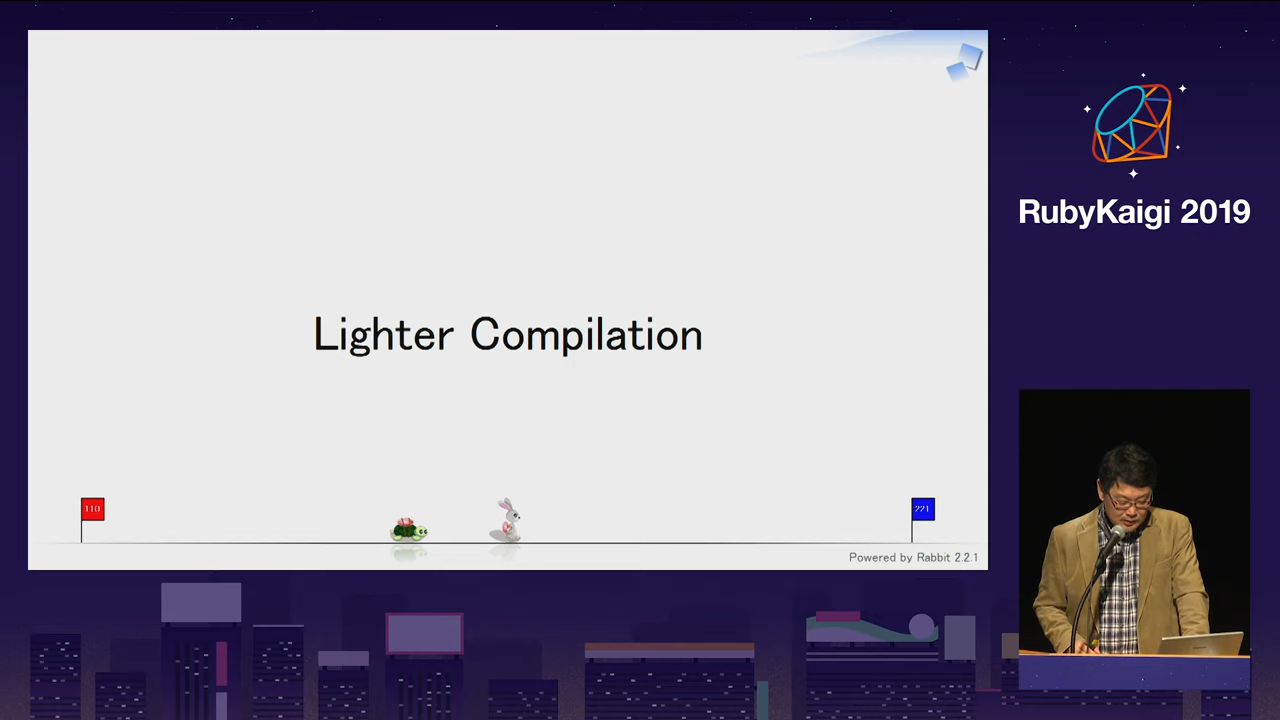 Lighter Compilation
110
221
Powered by Rabbit 2.2.1
RubyKaigi 2019